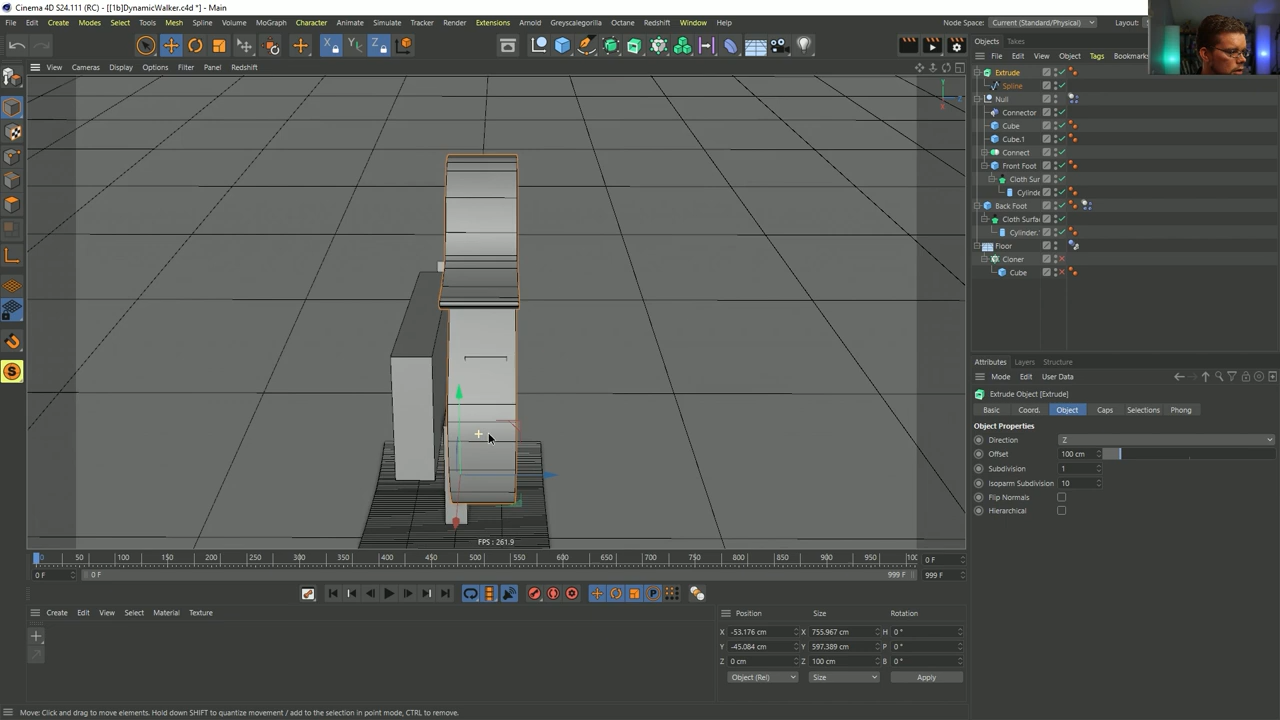 Cinema 4D S24.111 (RC) - [[1b]DynamicWalker.c4d *] - Main
File Edit Create Modes Select Tools Mesh Spline Volume MoGraph Character Animate Simulate Tracker Render Extensions Arnold Greyscalegorilla Octane Redshift Window Help Node Space: Current (Standard/Physical) Layout:
View Cameras Display Options Filter Panel Redshift
Objects Takes
File Edit View Object Tags Bookmarks
Extrude
Spline
Null
Connector
Cube
Cube.1
Connect
Front Foot
Cloth Sur
Cylinde
Back Foot
Cloth Surfa
Cylinder.
Floor
Cloner
Cube
Attributes Layers Structure
Mode Edit User Data
Extrude Object [Extrude]
Basic Coord. Object Caps Selections Phong
Object Properties
Direction Z
Offset 100 cm
Subdivision 1
Isoparm Subdivision 10
Flip Normals
Hierarchical
FPS : 261.9
0 50 100 150 200 250 300 350 400 450 500 550 600 650 700 750 800 850 900 950 100 0 F
0 F 0 F 999 F 999 F
Create Edit View Select Material Texture
Position Size Rotation
X -53.176 cm X 755.967 cm H 0 °
Y -45.084 cm Y 597.389 cm P 0 °
Z 0 cm Z 100 cm B 0 °
Object (Rel) Size Apply
Move: Click and drag to move elements. Hold down SHIFT to quantize movement / add to the selection in point mode, CTRL to remove.